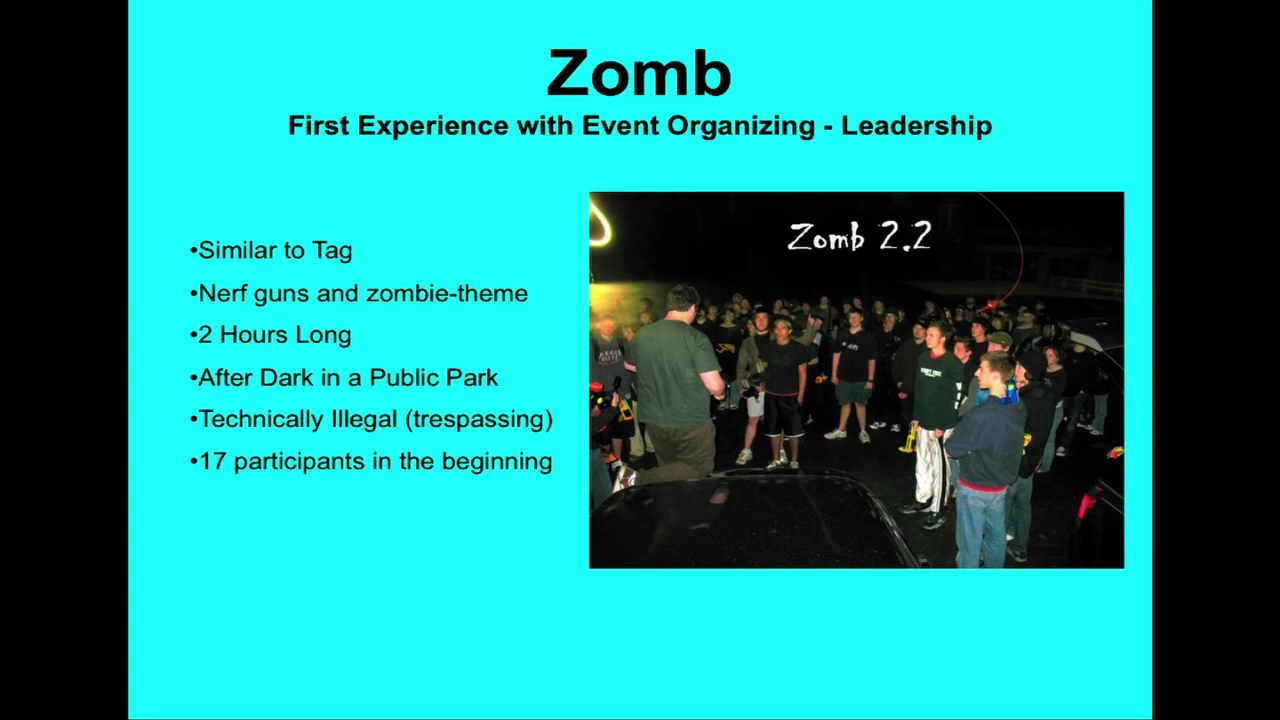 Zomb
First Experience with Event Organizing - Leadership
•Similar to Tag
•Nerf guns and zombie-theme
•2 Hours Long
•After Dark in a Public Park
•Technically Illegal (trespassing)
•17 participants in the beginning
Zomb 2.2